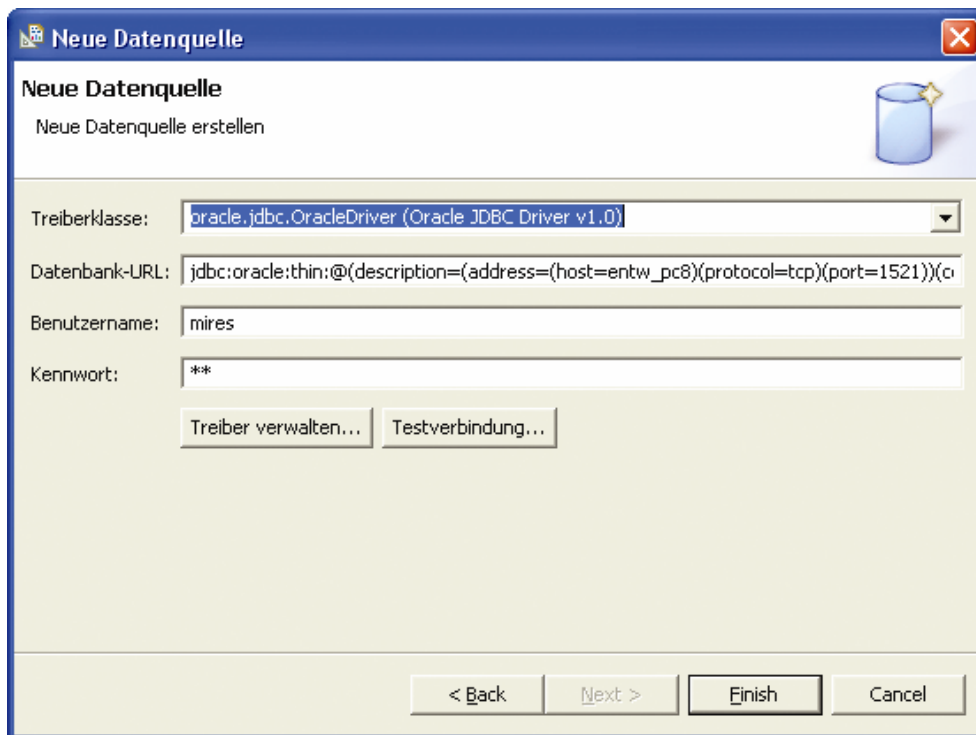 Neue Datenquelle
Neue Datenquelle
Neue Datenquelle erstellen
Treiberklasse: oracle.jdbc.OracleDriver (Oracle JDBC Driver v1.0)
Datenbank-URL: jdbc:oracle:thin:@(description=(address=(host=entw_pc8)(protocol=tcp)(port=1521))(c
Benutzername: mires
Kennwort: **
Treiber verwalten... Testverbindung...
< Back Next > Finish Cancel